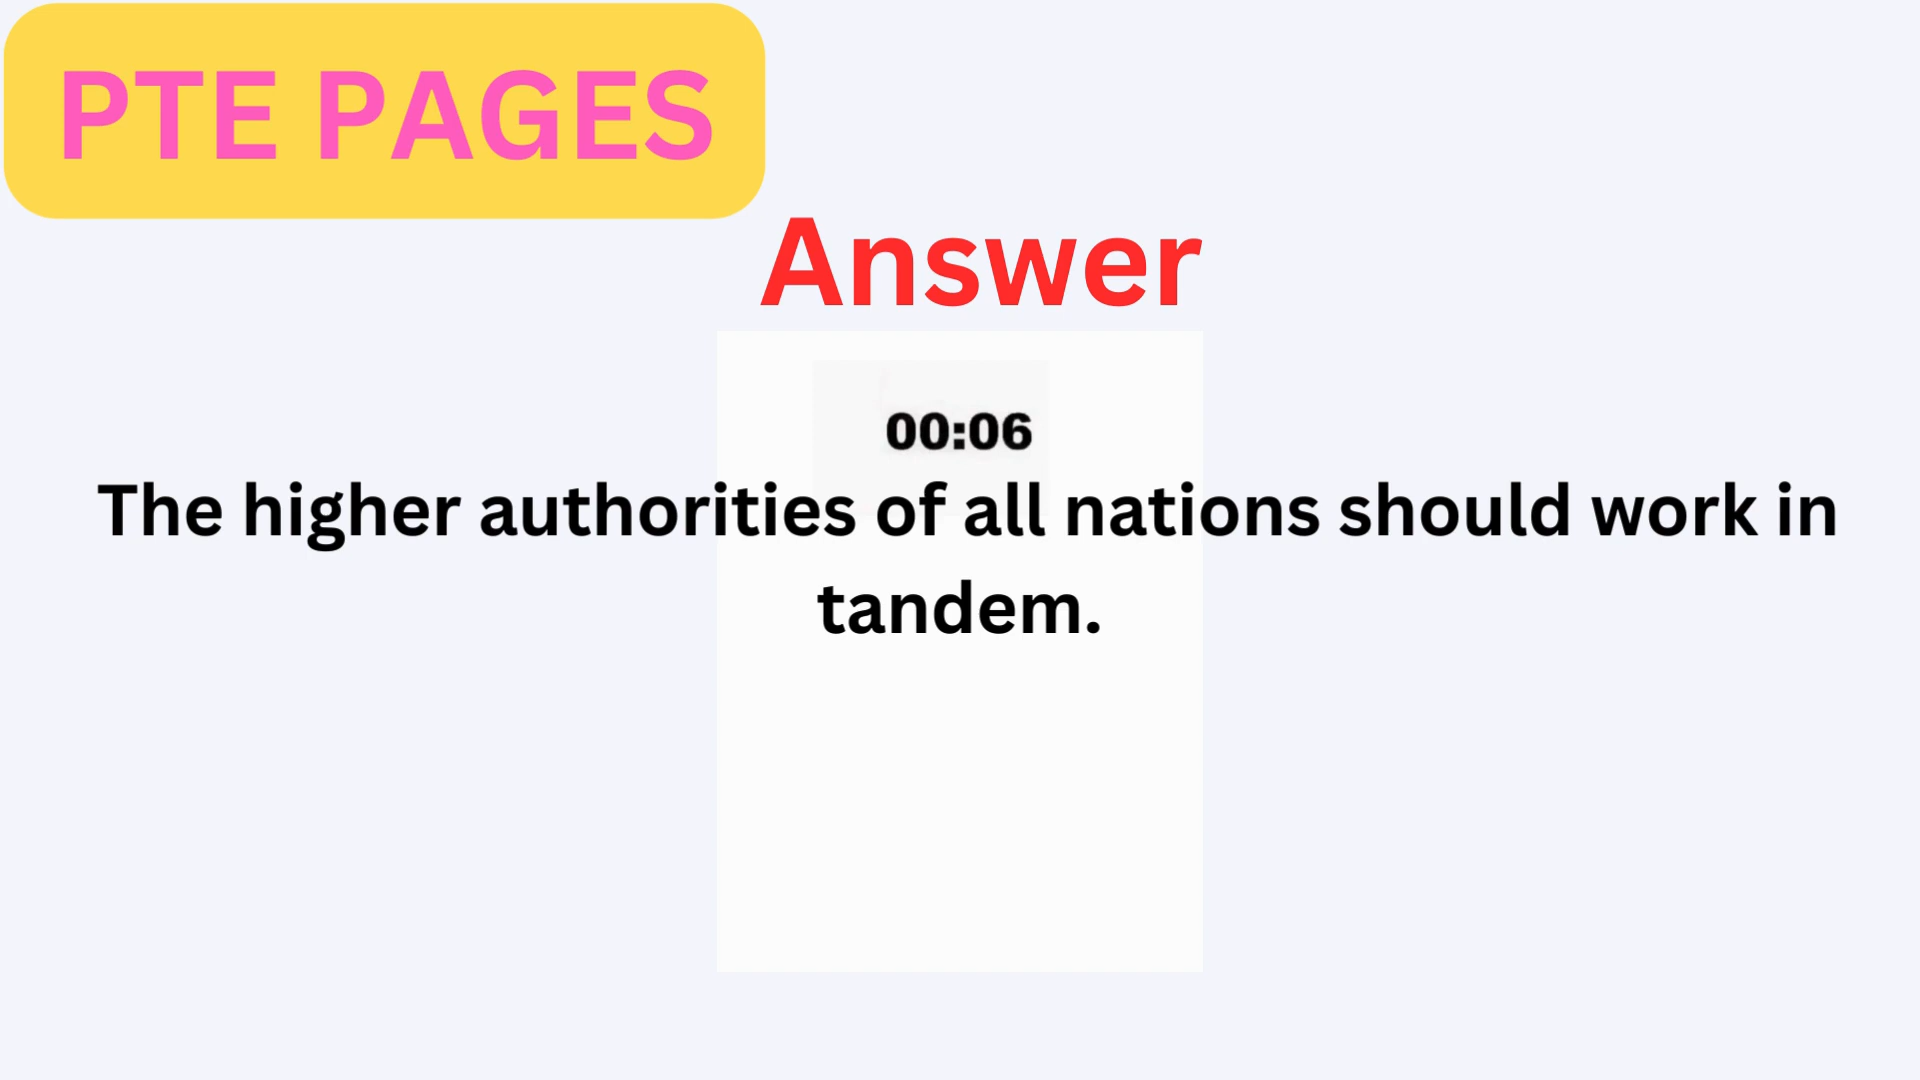 PTE PAGES
Answer
00:06
The higher authorities of all nations should work in
tandem.